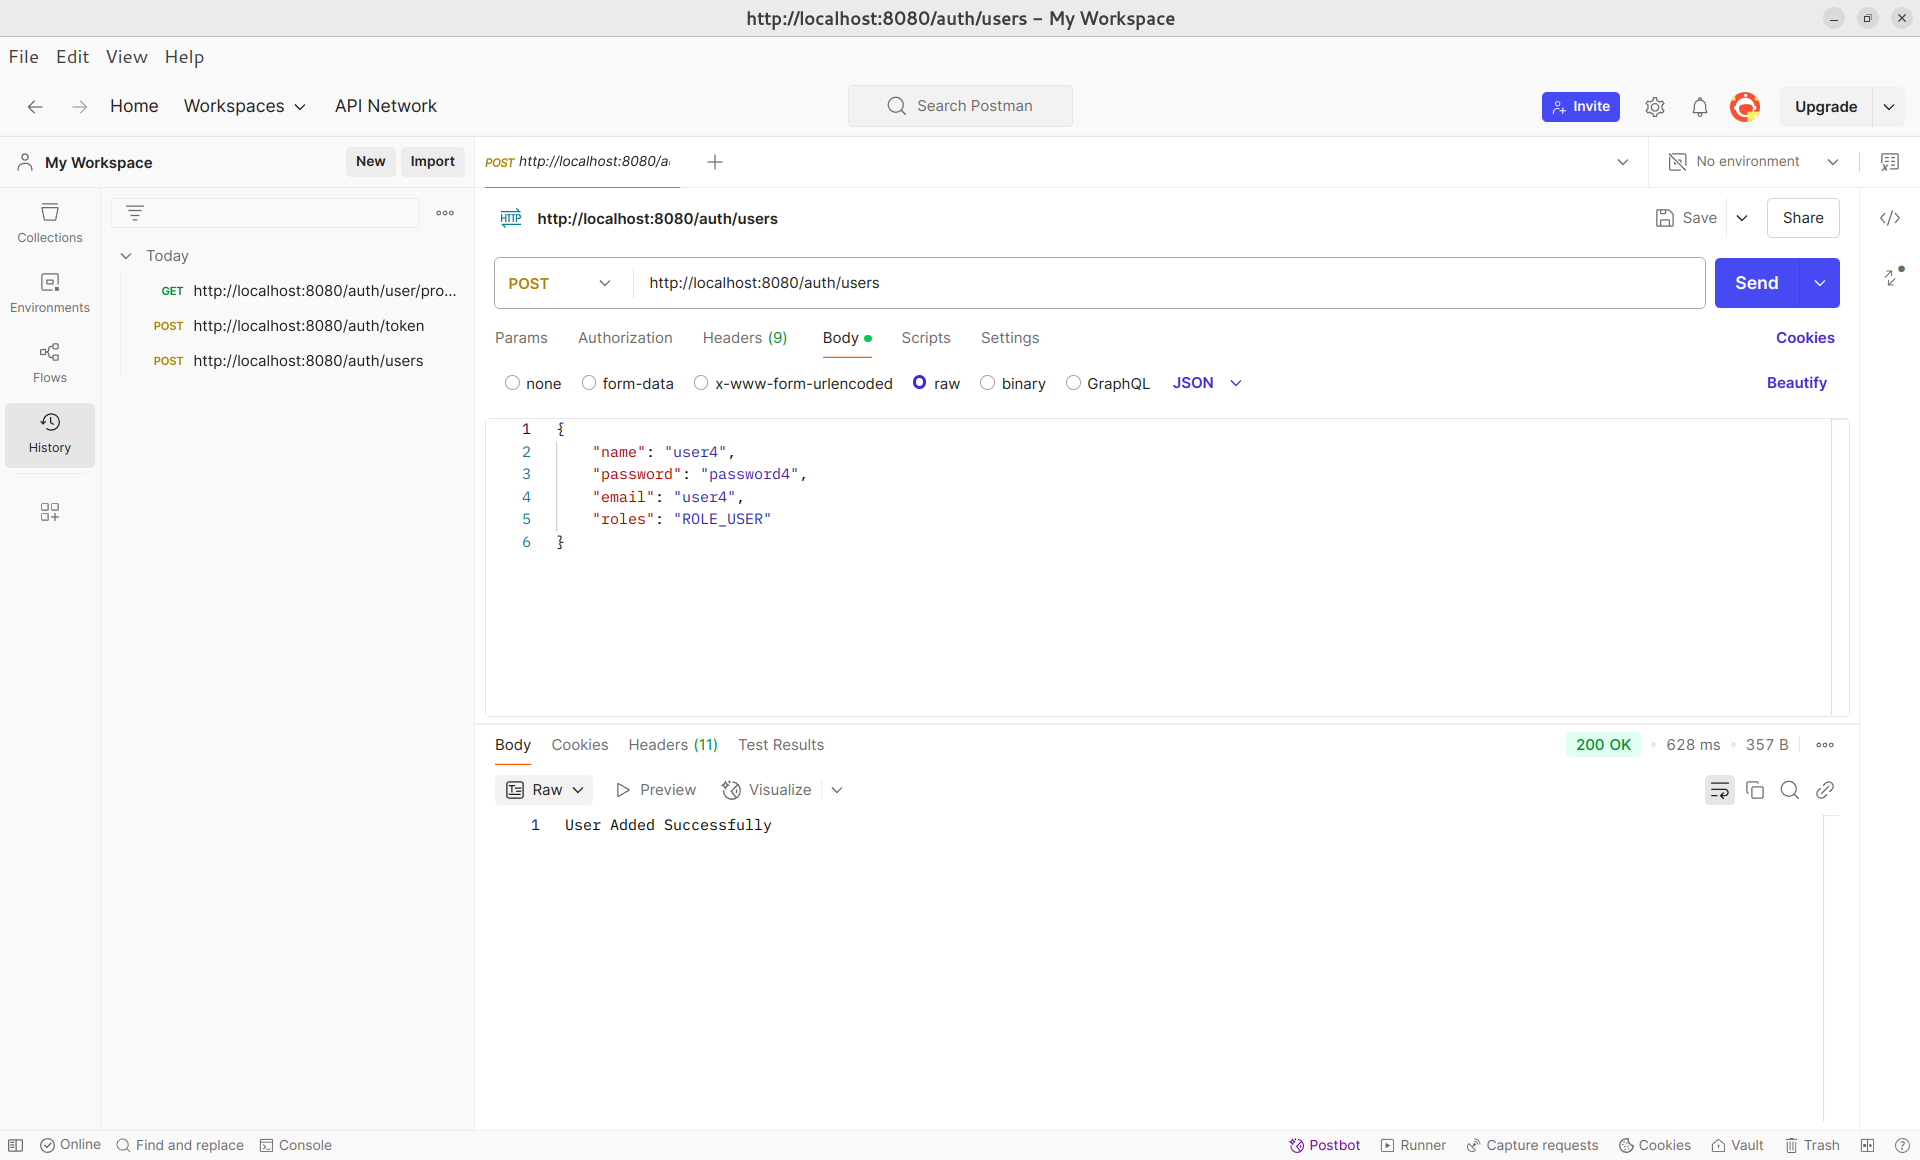 http://localhost:8080/auth/users – My Workspace
File Edit View Help
Home Workspaces API Network Search Postman Invite Upgrade
My Workspace New Import POST http://localhost:8080/a No environment
Collections
Environments
Flows
History
Today
GET http://localhost:8080/auth/user/pro...
POST http://localhost:8080/auth/token
POST http://localhost:8080/auth/users
HTTP http://localhost:8080/auth/users Save Share
POST http://localhost:8080/auth/users Send
Params Authorization Headers (9) Body Scripts Settings Cookies
none form-data x-www-form-urlencoded raw binary GraphQL JSON Beautify
1 {
2 "name": "user4",
3 "password": "password4",
4 "email": "user4",
5 "roles": "ROLE_USER"
6 }
Body Cookies Headers (11) Test Results 200 OK • 628 ms • 357 B
Raw Preview Visualize
1 User Added Successfully
Online Find and replace Console Postbot Runner Capture requests Cookies Vault Trash